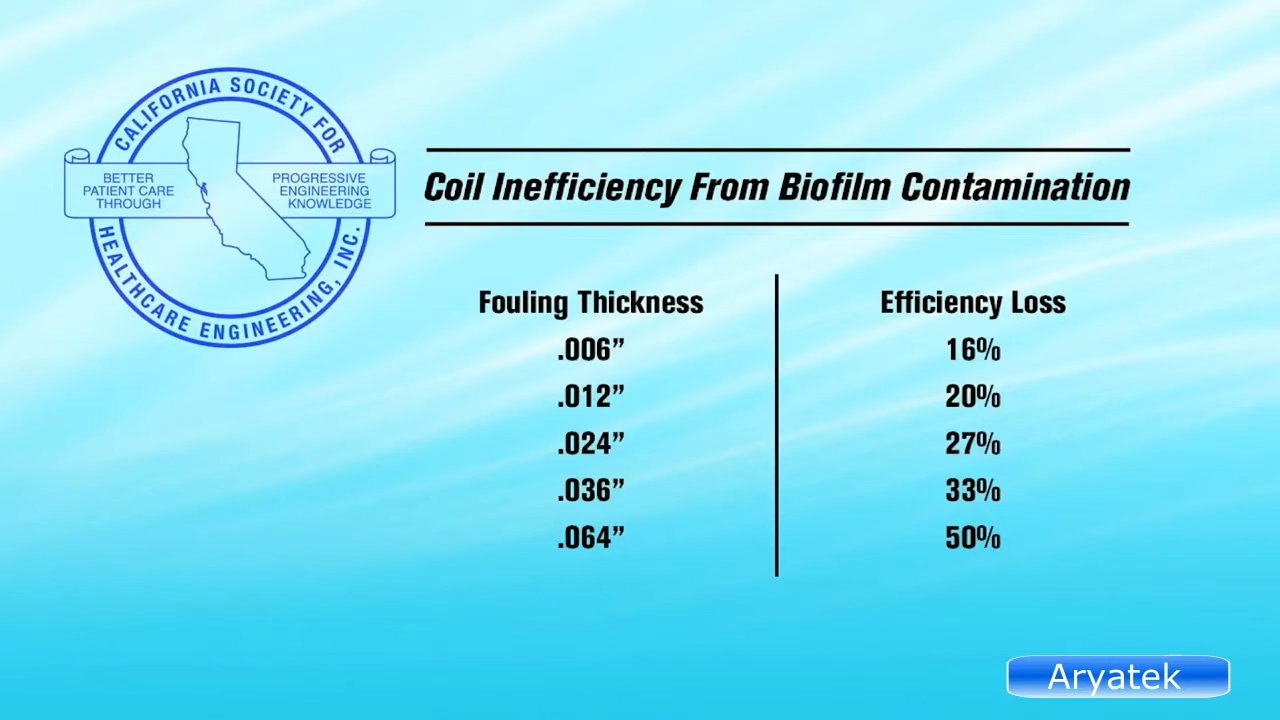 CALIFORNIA SOCIETY FOR
BETTER
PATIENT CARE
THROUGH
PROGRESSIVE
ENGINEERING
KNOWLEDGE
HEALTHCARE ENGINEERING, INC.
Coil Inefficiency From Biofilm Contamination
Fouling Thickness Efficiency Loss
.006” 16%
.012” 20%
.024” 27%
.036” 33%
.064” 50%
Aryatek